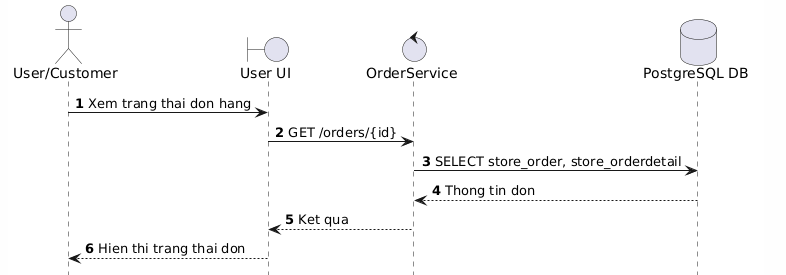 User/Customer
User UI
OrderService
PostgreSQL DB
1 Xem trang thai don hang
2 GET /orders/{id}
3 SELECT store_order, store_orderdetail
4 Thong tin don
5 Ket qua
6 Hien thi trang thai don